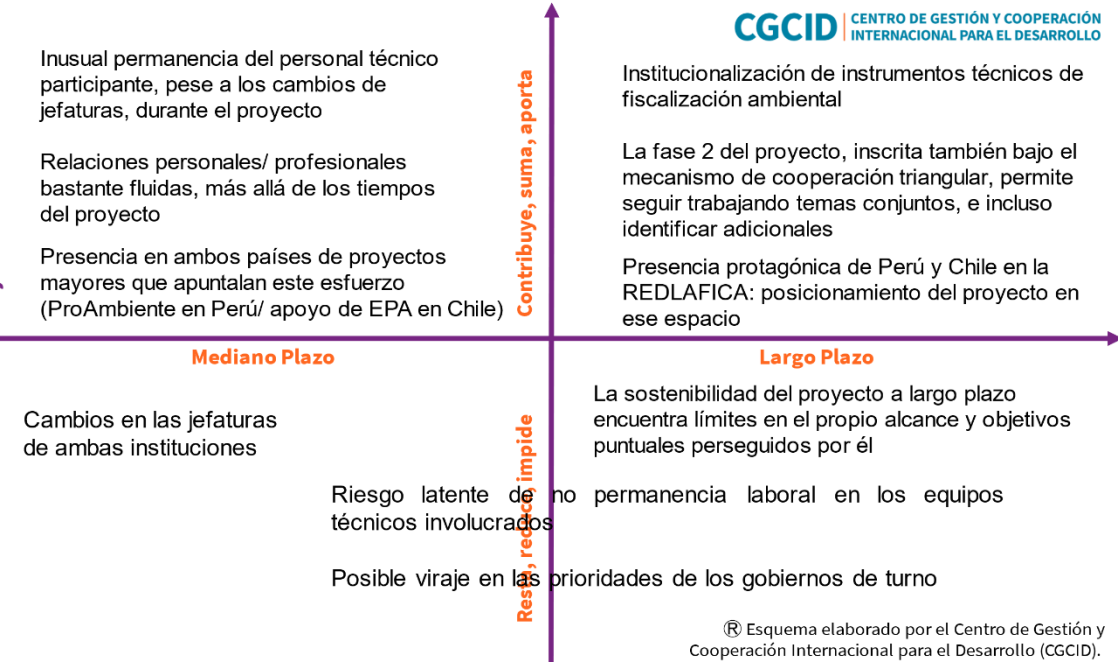 CGCID
CENTRO DE GESTIÓN Y COOPERACIÓN
INTERNACIONAL PARA EL DESARROLLO
Inusual permanencia del personal técnico
participante, pese a los cambios de
jefaturas, durante el proyecto
Relaciones personales/ profesionales
bastante fluidas, más allá de los tiempos
del proyecto
Presencia en ambos países de proyectos
mayores que apuntalan este esfuerzo
(ProAmbiente en Perú/ apoyo de EPA en Chile)
Contribuye, suma, aporta
Institucionalización de instrumentos técnicos de
fiscalización ambiental
La fase 2 del proyecto, inscrita también bajo el
mecanismo de cooperación triangular, permite
seguir trabajando temas conjuntos, e incluso
identificar adicionales
Presencia protagónica de Perú y Chile en la
REDLAFICA: posicionamiento del proyecto en
ese espacio
Mediano Plazo
Largo Plazo
Cambios en las jefaturas
de ambas instituciones
Resta, reduce, impide
La sostenibilidad del proyecto a largo plazo
encuentra límites en el propio alcance y objetivos
puntuales perseguidos por él
Riesgo latente de no permanencia laboral en los equipos
técnicos involucrados
Posible viraje en las prioridades de los gobiernos de turno
Ⓡ Esquema elaborado por el Centro de Gestión y
Cooperación Internacional para el Desarrollo (CGCID).